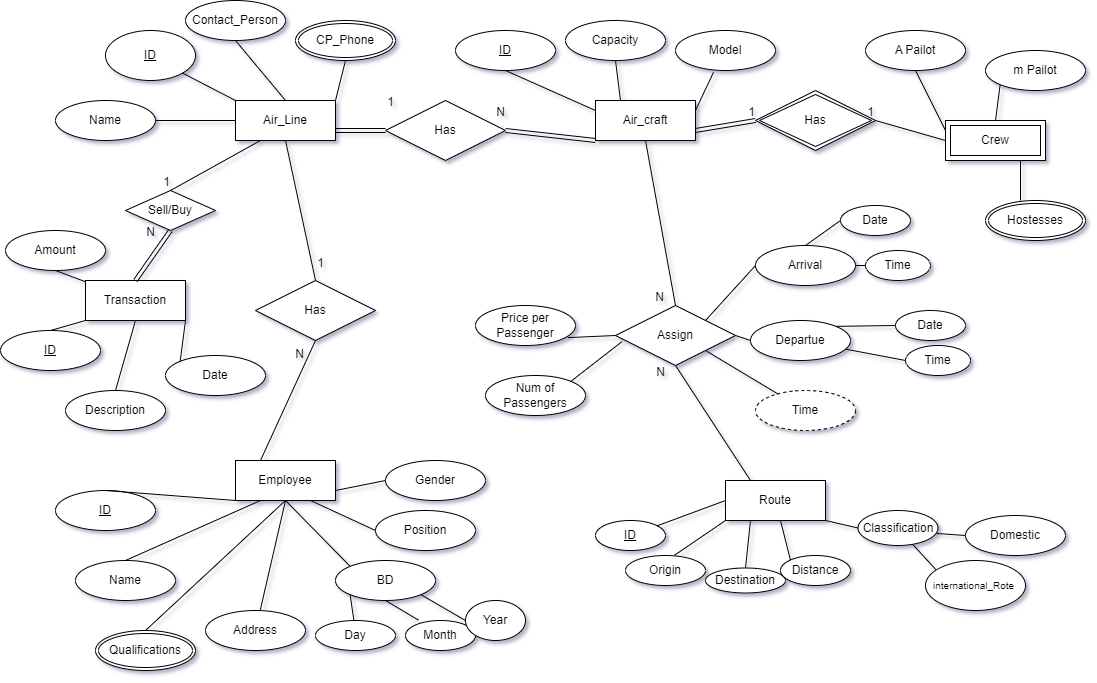 Contact_Person
CP_Phone
ID
Name
Air_Line
1
Has
N
ID
Capacity
Model
Air_craft
1
Has
1
A Pailot
m Pailot
Crew
Hostesses
1
Sell/Buy
N
Amount
Transaction
ID
Date
Description
1
Has
N
Date
Arrival
Time
N
Price per
Passenger
Assign
Departue
Date
Time
N
Num of
Passengers
Time
Employee
Gender
ID
Position
Name
BD
Qualifications
Address
Day
Month
Year
Route
ID
Classification
Domestic
Origin
Destination
Distance
international_Rote